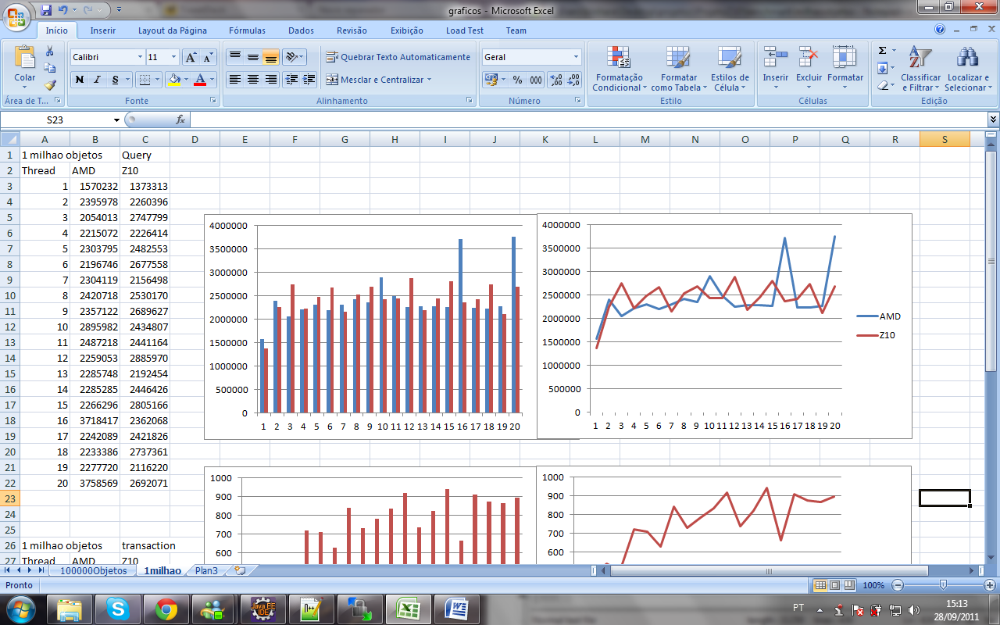 graficos - Microsoft Excel
Início Inserir Layout da Página Fórmulas Dados Revisão Exibição Load Test Team
Colar
Área de T...
Calibri 11
N I S
Fonte
Quebrar Texto Automaticamente
Mesclar e Centralizar
Alinhamento
Geral
% 000
Número
Formatação Condicional
Formatar como Tabela
Estilos de Célula
Estilo
Inserir Excluir Formatar
Células
Classificar e Filtrar
Localizar e Selecionar
Edição
S23
fx
A B C D E F G H I J K L M N O P Q R S
1 1 milhao objetos Query
2 Thread AMD Z10
3 1 1570232 1373313
4 2 2395978 2260396
5 3 2054013 2747799
6 4 2215072 2226414
7 5 2303795 2482553
8 6 2196746 2677558
9 7 2304119 2156498
10 8 2420718 2530170
11 9 2357122 2689627
12 10 2895982 2434807
13 11 2487218 2441164
14 12 2259053 2885970
15 13 2285748 2192454
16 14 2285285 2446426
17 15 2266296 2805166
18 16 3718417 2362068
19 17 2242089 2421826
20 18 2233386 2737361
21 19 2277720 2116220
22 20 3758569 2692071
23
24
25
26 1 milhao objetos transaction
27 Thread AMD Z10
4000000
3500000
3000000
2500000
2000000
1500000
1000000
500000
0
1 2 3 4 5 6 7 8 9 10 11 12 13 14 15 16 17 18 19 20
4000000
3500000
3000000
2500000
2000000
1500000
1000000
500000
0
1 2 3 4 5 6 7 8 9 10 11 12 13 14 15 16 17 18 19 20
AMD
Z10
1000
900
800
700
600
1000
900
800
700
600
100000Objetos 1milhao Plan3
Pronto
100%
Java EE IDE
PT
15:13
28/09/2011